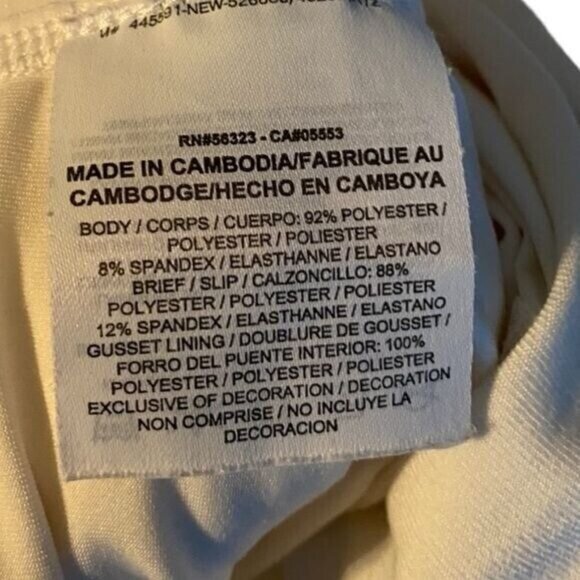 RN#56323 - CA#05553
MADE IN CAMBODIA/FABRIQUE AU
CAMBODGE/HECHO EN CAMBOYA
BODY / CORPS / CUERPO: 92% POLYESTER /
POLYESTER / POLIESTER
8% SPANDEX / ELASTHANNE / ELASTANO
BRIEF / SLIP / CALZONCILLO: 88%
POLYESTER / POLYESTER / POLIESTER
12% SPANDEX / ELASTHANNE / ELASTANO
GUSSET LINING / DOUBLURE DE GOUSSET /
FORRO DEL PUENTE INTERIOR: 100%
POLYESTER / POLYESTER / POLIESTER
EXCLUSIVE OF DECORATION / DECORATION
NON COMPRISE / NO INCLUYE LA
DECORACION